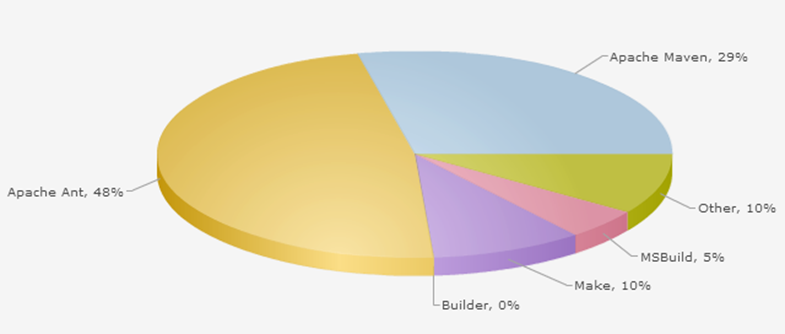 Apache Maven, 29%
Apache Ant, 48%
Other, 10%
MSBuild, 5%
Make, 10%
Builder, 0%